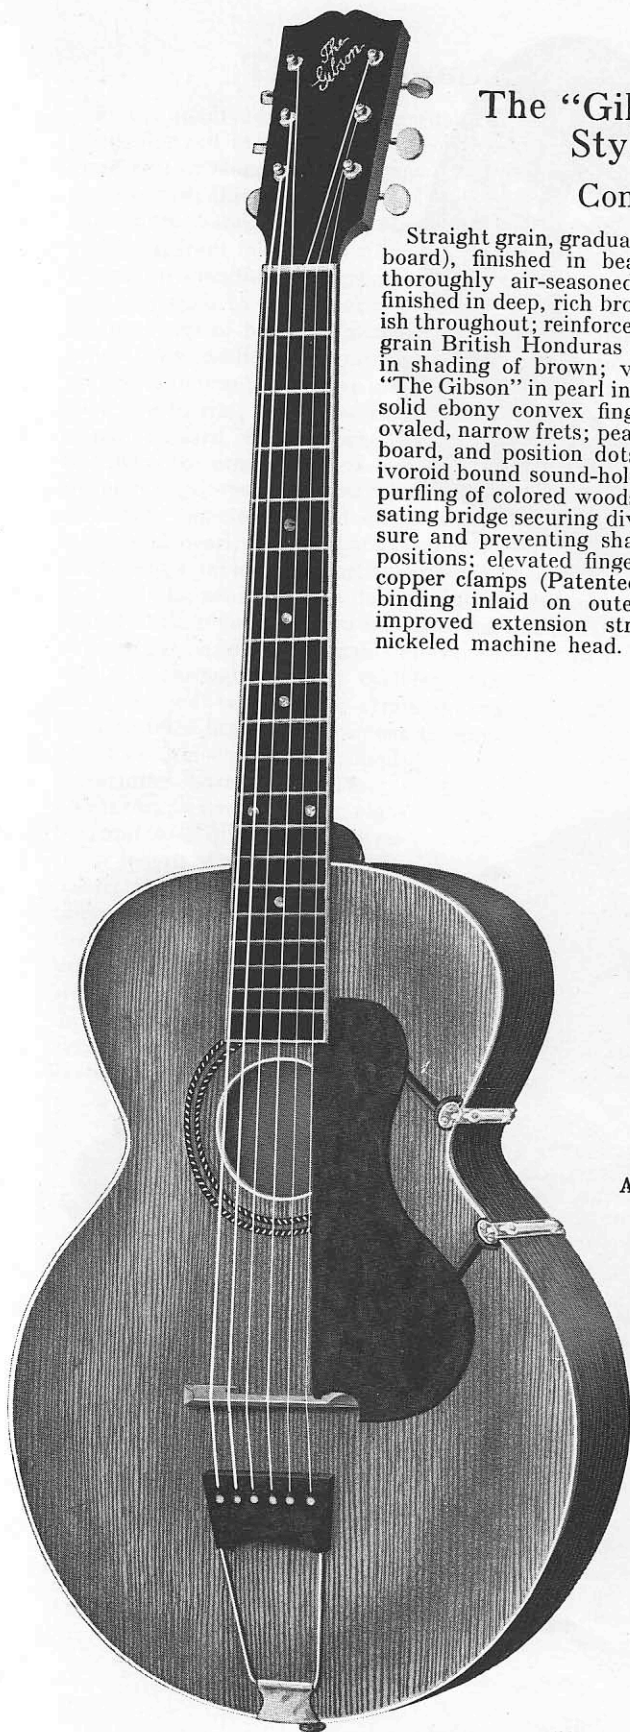 The
Gibson
The "Gi
Sty
Con
Straight grain, gradua
board), finished in bea
thoroughly air-seasoned
finished in deep, rich bro
ish throughout; reinforce
grain British Honduras
in shading of brown; v
"The Gibson" in pearl in
solid ebony convex fing
ovaled, narrow frets; pea
board, and position dots
ivoroid bound sound-hol
purfling of colored wood
sating bridge securing div
sure and preventing sha
positions; elevated finge
copper clamps (Patented
binding inlaid on oute
improved extension str
nickeled machine head.
A